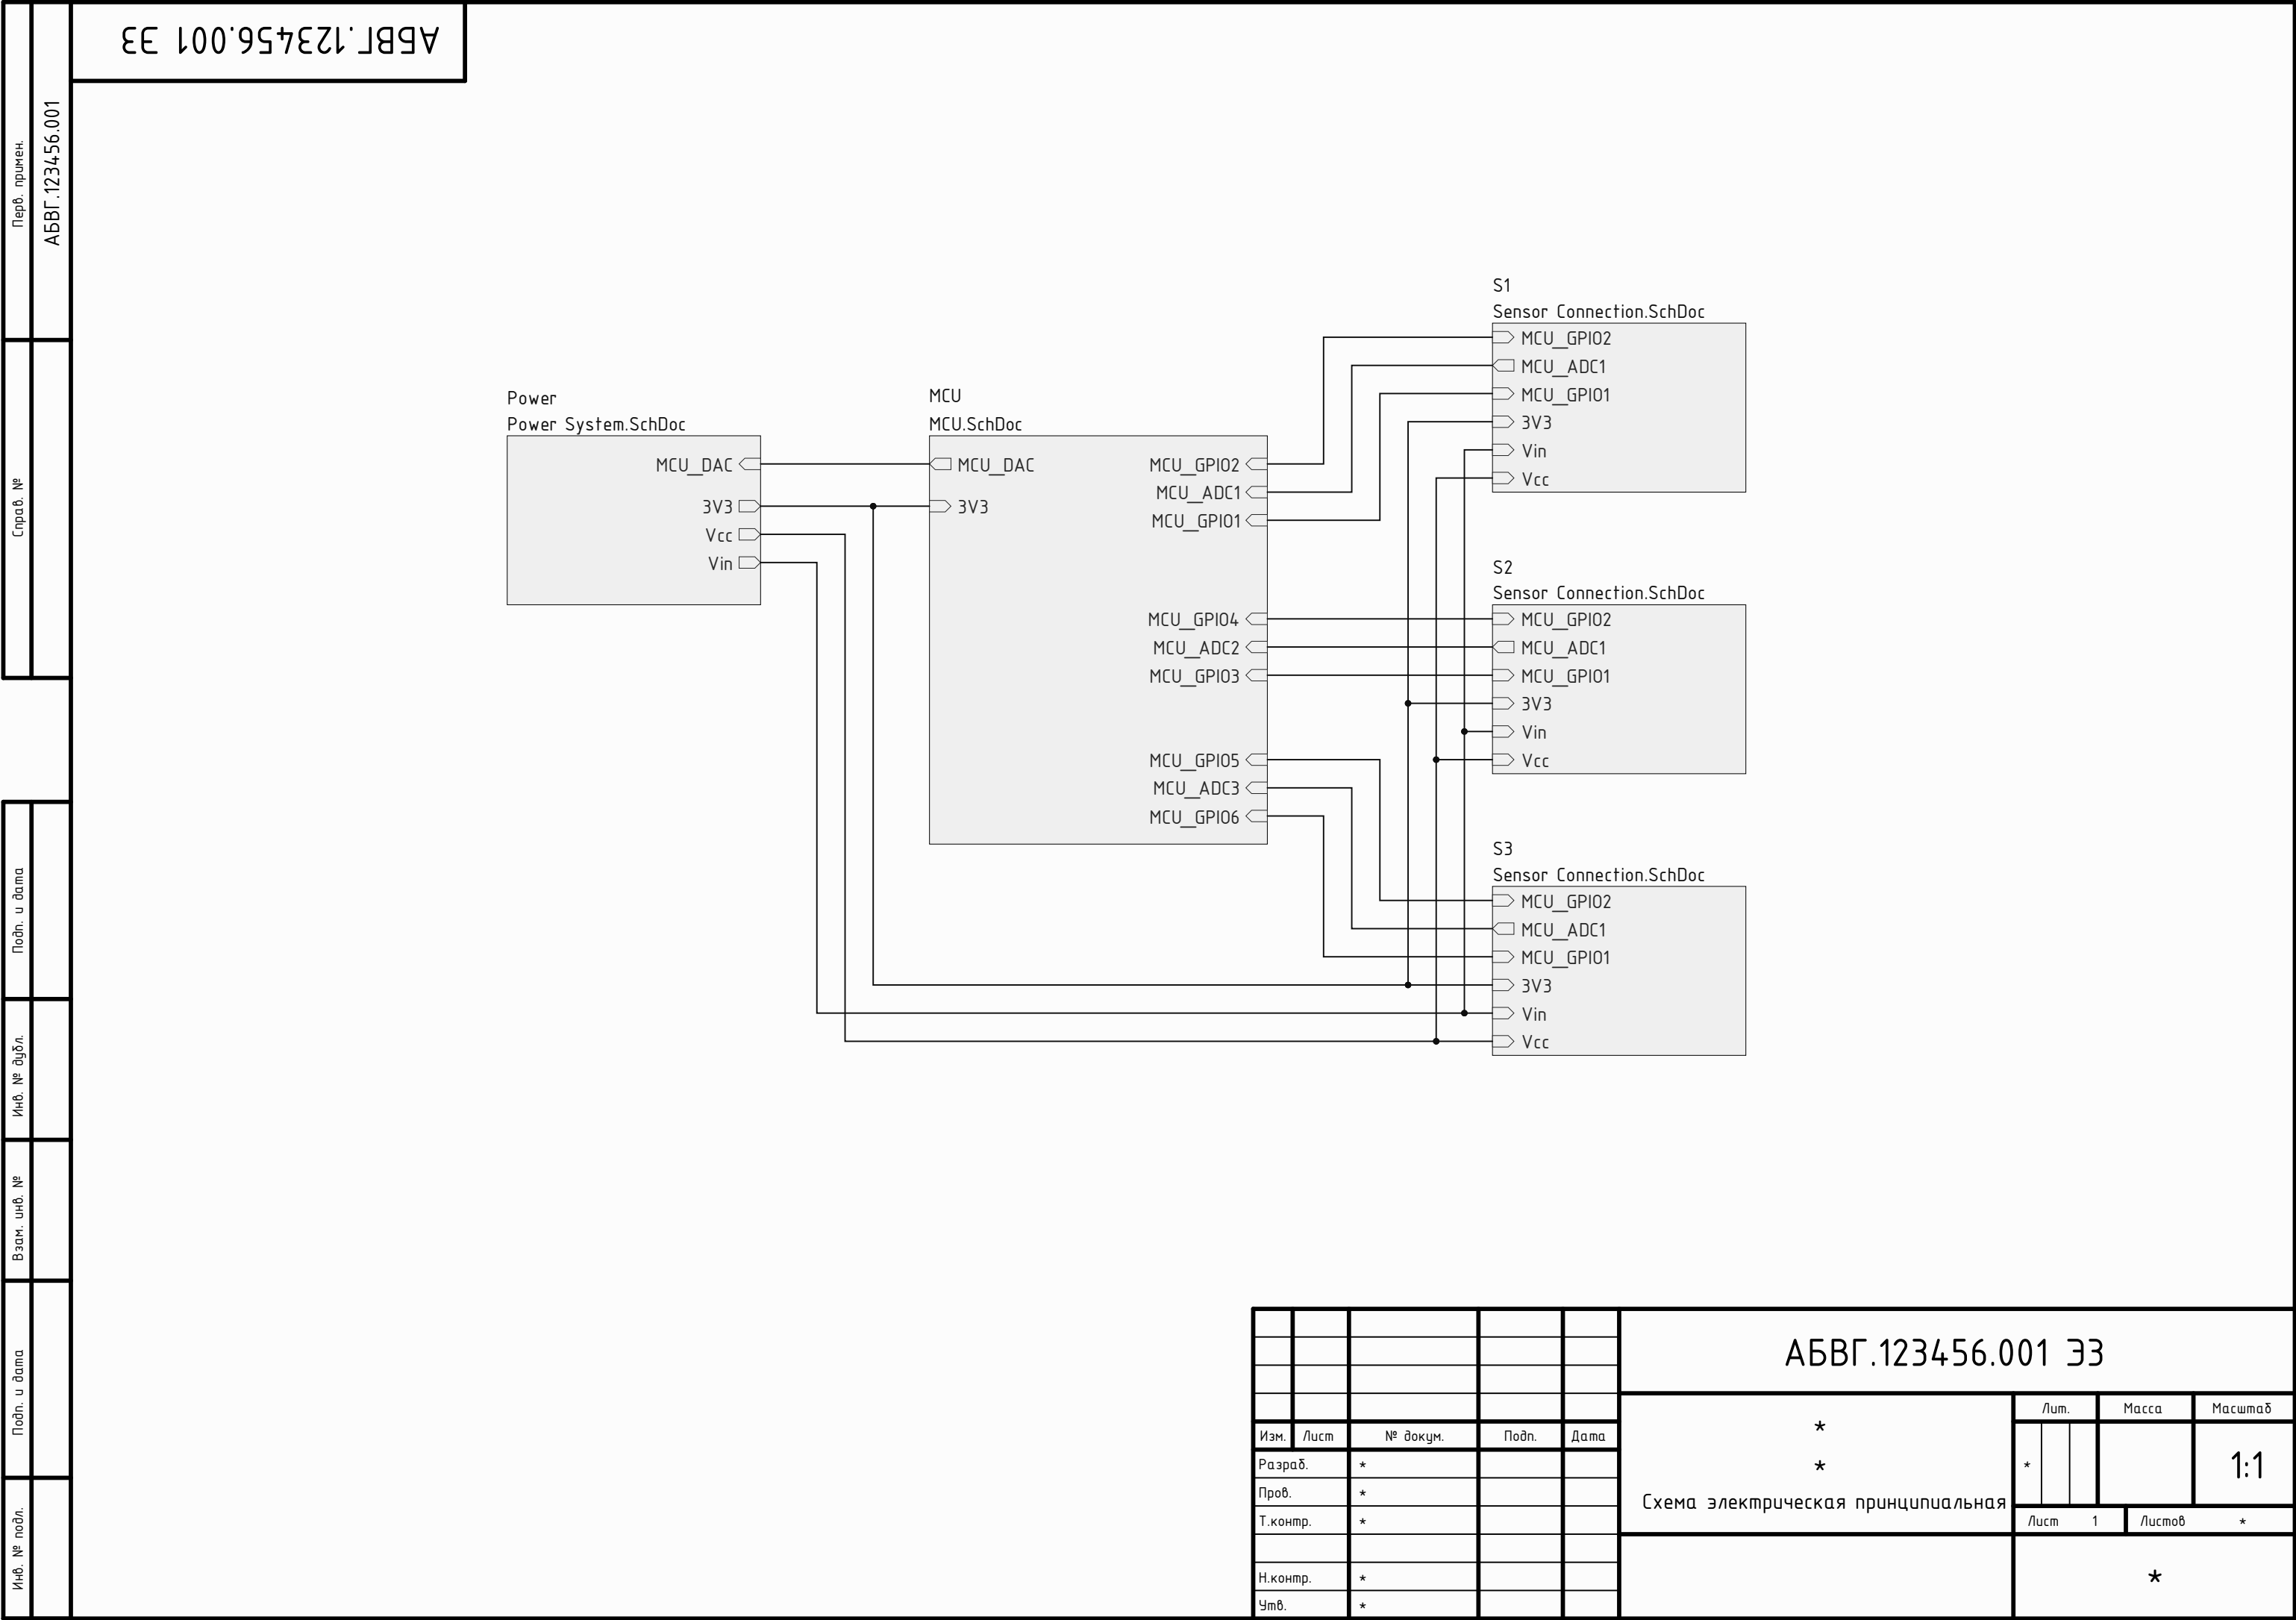 АБВГ.123456.001 ЭЗ
Перв. примен.
АБВГ.123456.001
Справ. №
Подп. и дата
Инв. № дубл.
Взам. инв. №
Подп. и дата
Инв. № подл.
Power
Power System.SchDoc
MCU_DAC
3V3
Vcc
Vin
MCU
MCU.SchDoc
MCU_DAC
3V3
MCU_GPIO2
MCU_ADC1
MCU_GPIO1
MCU_GPIO4
MCU_ADC2
MCU_GPIO3
MCU_GPIO5
MCU_ADC3
MCU_GPIO6
S1
Sensor Connection.SchDoc
MCU_GPIO2
MCU_ADC1
MCU_GPIO1
3V3
Vin
Vcc
S2
Sensor Connection.SchDoc
MCU_GPIO2
MCU_ADC1
MCU_GPIO1
3V3
Vin
Vcc
S3
Sensor Connection.SchDoc
MCU_GPIO2
MCU_ADC1
MCU_GPIO1
3V3
Vin
Vcc
АБВГ.123456.001 ЭЗ
Изм. Лист № докум. Подп. Дата
Разраб. *
Пров. *
Т.контр. *
Н.контр. *
Утв. *
*
*
Схема электрическая принципиальная
Лит. Масса Масштаб
* 1:1
Лист 1 Листов *
*